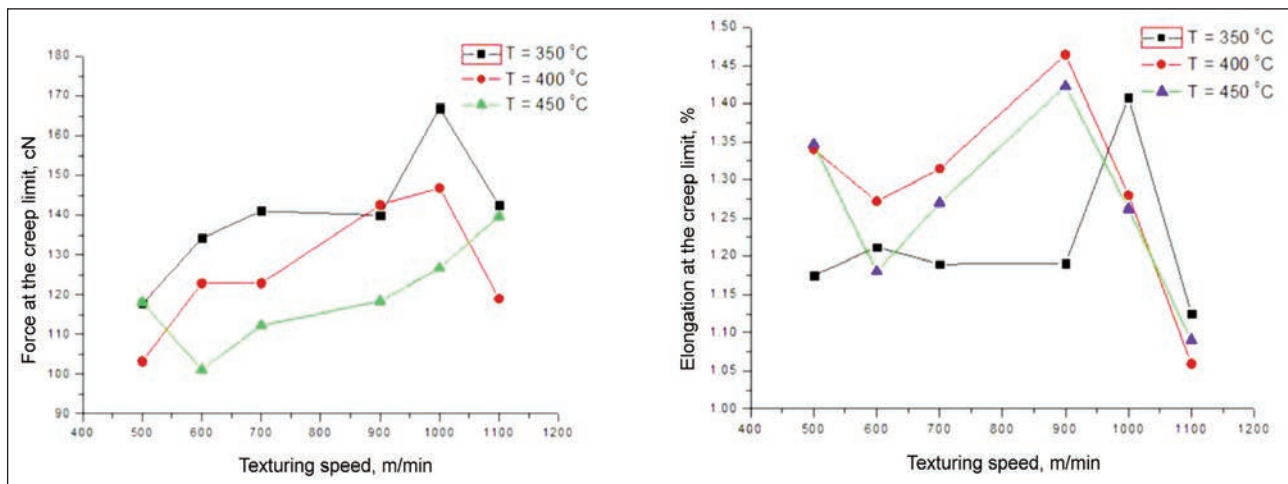 180
170
160
150
140
130
120
110
100
90
Force at the creep limit, cN
T = 350 °C
T = 400 °C
T = 450 °C
400 500 600 700 800 900 1000 1100 1200
Texturing speed, m/min
1.50
1.45
1.40
1.35
1.30
1.25
1.20
1.15
1.10
1.05
1.00
Elongation at the creep limit, %
T = 350 °C
T = 400 °C
T = 450 °C
400 500 600 700 800 900 1000 1100 1200
Texturing speed, m/min